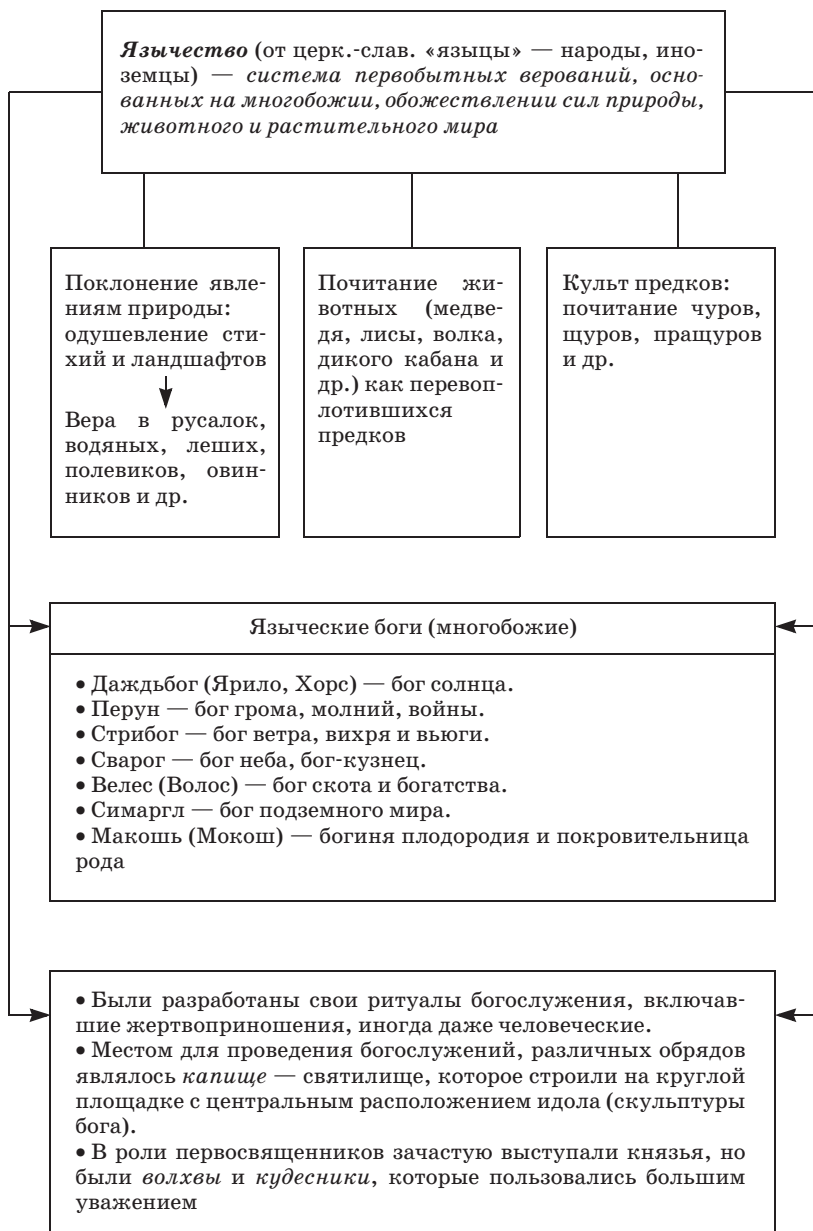 Язычество (от церк.-слав. «языцы» — народы, ино-
земцы) — система первобытных верований, осно-
ванных на многобожии, обожествлении сил природы,
животного и растительного мира
Поклонение явле-
ниям природы:
одушевление сти-
хий и ландшафтов
Вера в русалок,
водяных, леших,
полевиков, овин-
ников и др.
Почитание жи-
вотных (медве-
дя, лисы, волка,
дикого кабана и
др.) как перевоп-
лотившихся
предков
Культ предков:
почитание чуров,
щуров, пращуров
и др.
Языческие боги (многобожие)
• Даждьбог (Ярило, Хорс) — бог солнца.
• Перун — бог грома, молний, войны.
• Стрибог — бог ветра, вихря и вьюги.
• Сварог — бог неба, бог-кузнец.
• Велес (Волос) — бог скота и богатства.
• Симаргл — бог подземного мира.
• Макошь (Мокош) — богиня плодородия и покровительница
рода
• Были разработаны свои ритуалы богослужения, включав-
шие жертвоприношения, иногда даже человеческие.
• Местом для проведения богослужений, различных обрядов
являлось капище — святилище, которое строили на круглой
площадке с центральным расположением идола (скульптуры
бога).
• В роли первосвященников зачастую выступали князья, но
были волхвы и кудесники, которые пользовались большим
уважением